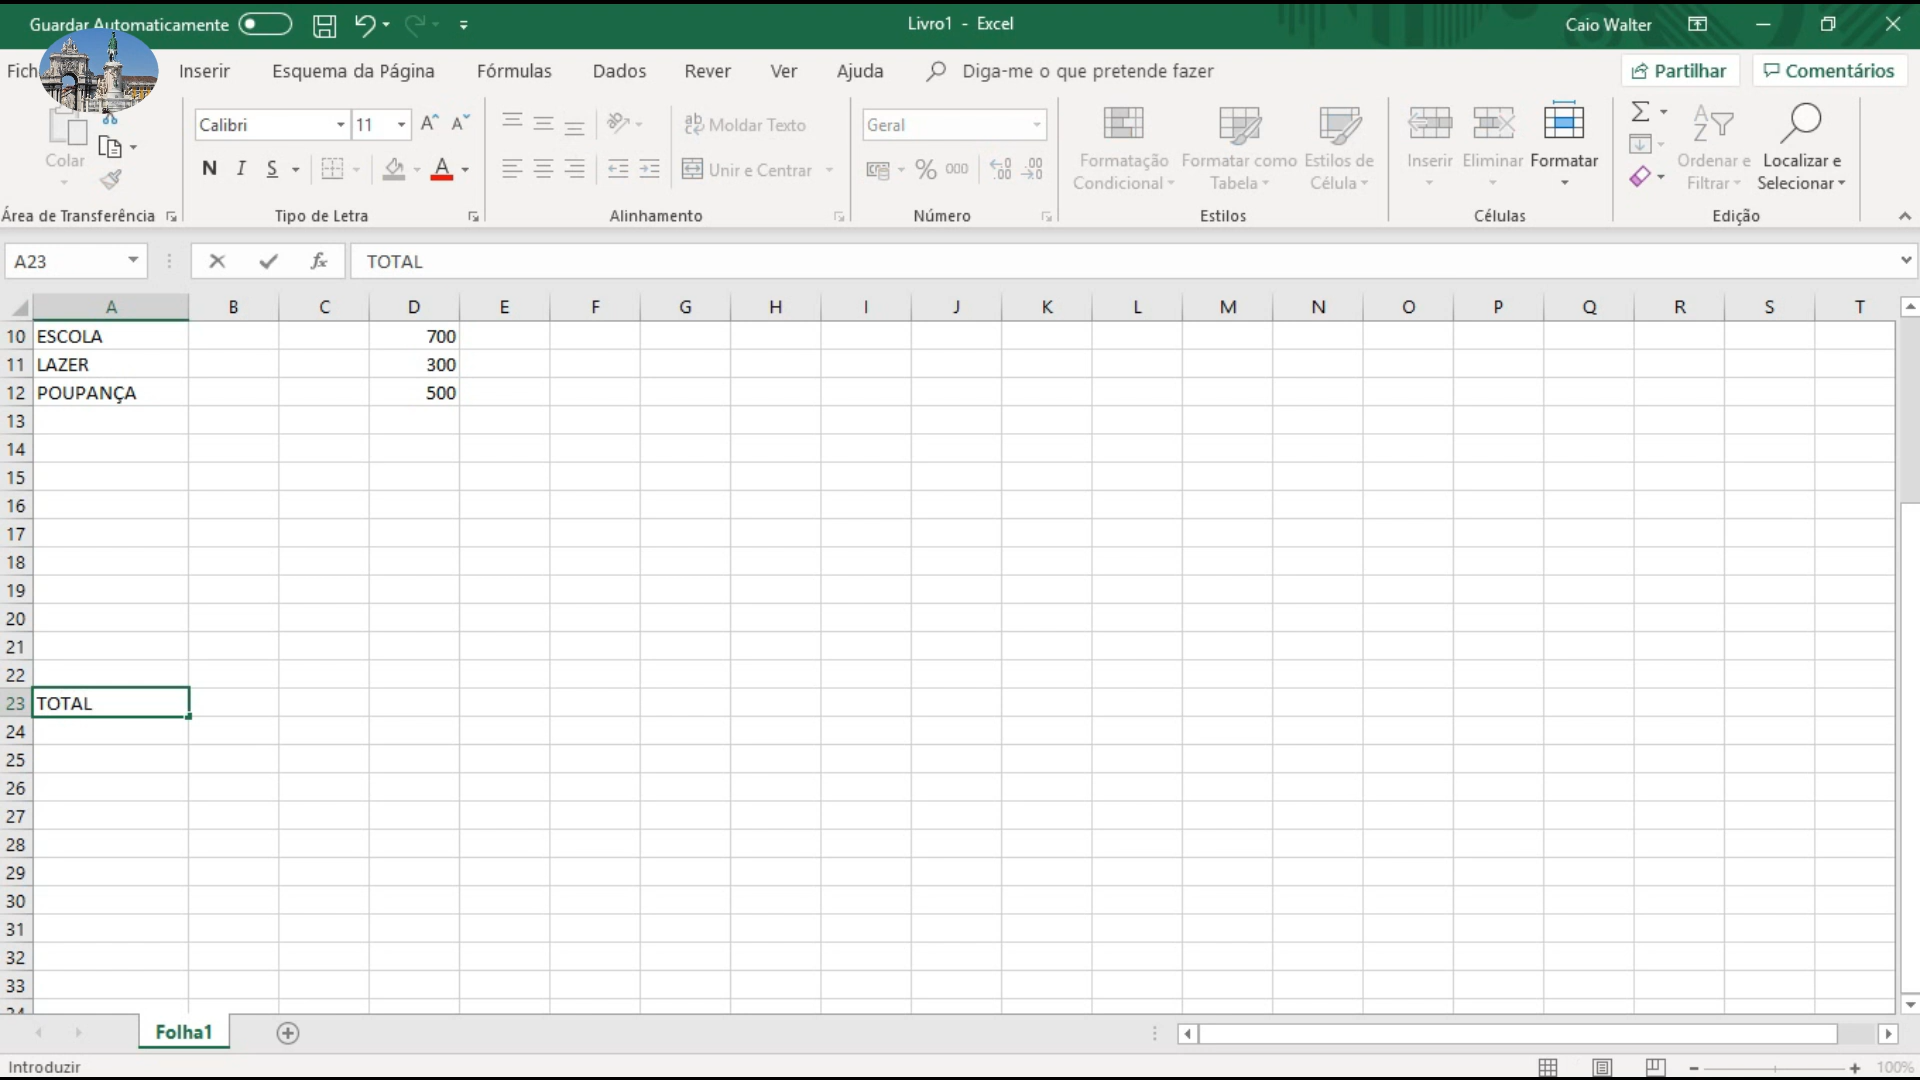 Guardar Automaticamente
Livro1 - Excel
Caio Walter
Fich Inserir Esquema da Página Fórmulas Dados Rever Ver Ajuda Diga-me o que pretende fazer Partilhar Comentários
Colar
Calibri 11
N I S
Moldar Texto
Unir e Centrar
Geral
% 000
Formatação Condicional
Formatar como Tabela
Estilos de Célula
Inserir
Eliminar
Formatar
Ordenar e Filtrar
Localizar e Selecionar
Área de Transferência Tipo de Letra Alinhamento Número Estilos Células Edição
A23 fx TOTAL
A B C D E F G H I J K L M N O P Q R S T
10 ESCOLA 700
11 LAZER 300
12 POUPANÇA 500
13
14
15
16
17
18
19
20
21
22
23 TOTAL
24
25
26
27
28
29
30
31
32
33
34
Folha1
Introduzir
100%